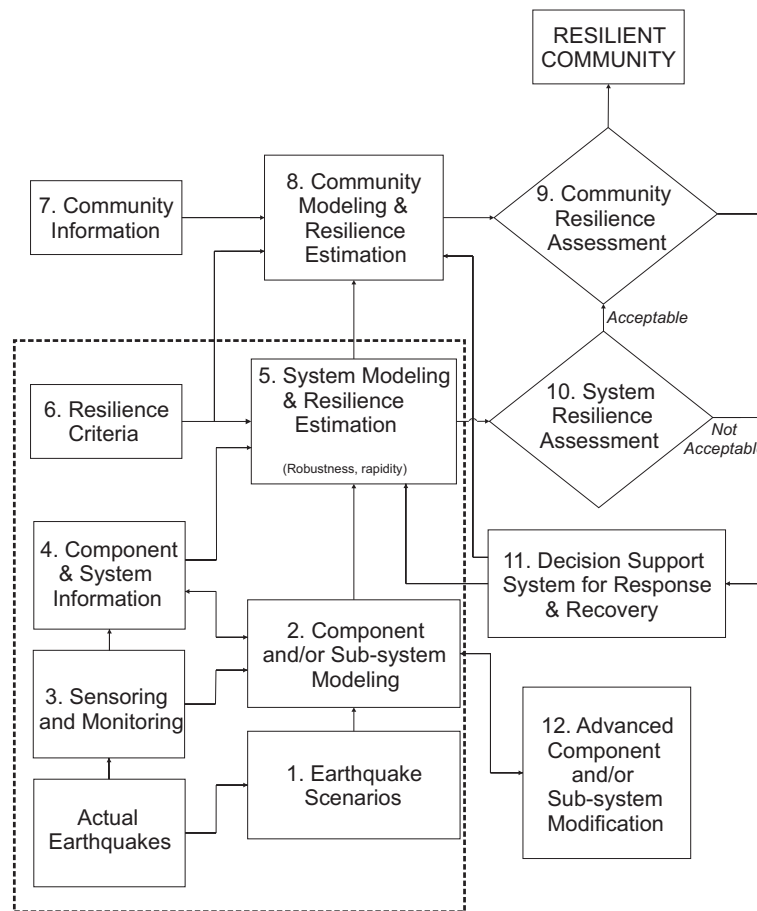 RESILIENT
COMMUNITY
8. Community
Modeling &
Resilience
Estimation
7. Community
Information
9. Community
Resilience
Assessment
Acceptable
5. System Modeling
& Resilience
Estimation
(Robustness, rapidity)
6. Resilience
Criteria
10. System
Resilience
Assessment
Not
Acceptable
4. Component
& System
Information
11. Decision Support
System for Response
& Recovery
2. Component
and/or Sub-system
Modeling
3. Sensoring
and Monitoring
12. Advanced
Component
and/or
Sub-system
Modification
1. Earthquake
Scenarios
Actual
Earthquakes